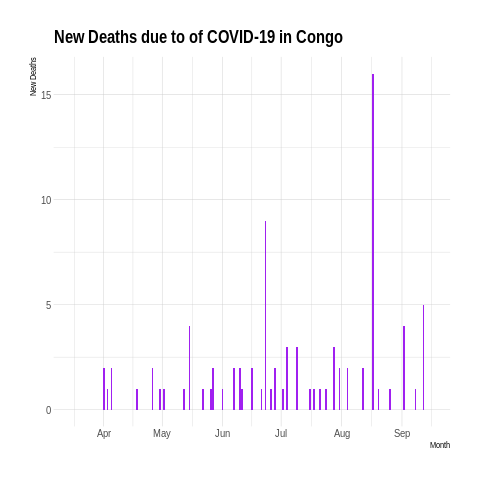 New Deaths due to of COVID-19 in Congo
New Deaths
15
10
5
0
Apr May Jun Jul Aug Sep
Month